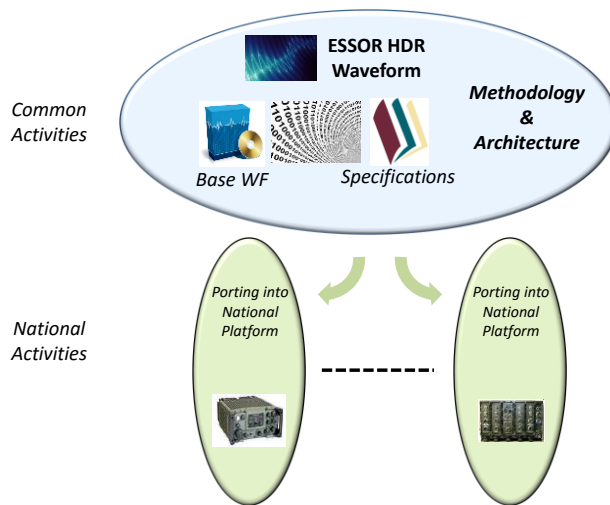 ESSOR HDR
Waveform
Methodology
&
Architecture
Common
Activities
Base WF
Specifications
Porting into
National
Platform
Porting into
National
Platform
National
Activities